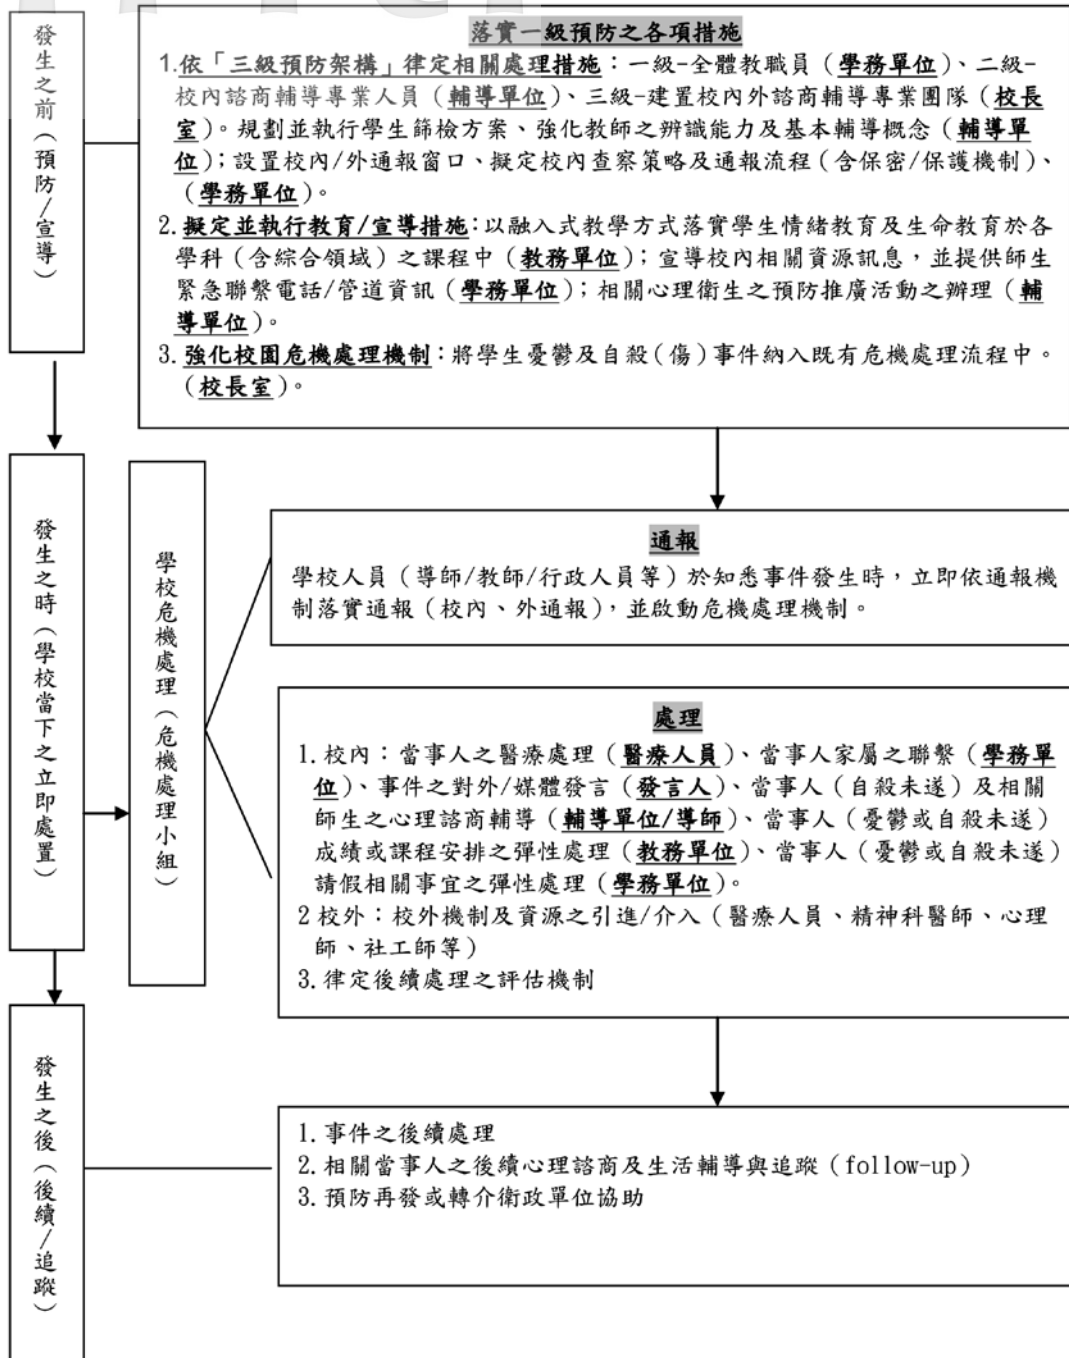 發生之前（預防/宣導）
落實一級預防之各項措施
1.依「三級預防架構」律定相關處理措施：一級-全體教職員（學務單位）、二級-
校內諮商輔導專業人員（輔導單位）、三級-建置校內外諮商輔導專業團隊（校長
室）。規劃並執行學生篩檢方案、強化教師之辨識能力及基本輔導概念（輔導單
位）；設置校內/外通報窗口、擬定校內查察策略及通報流程（含保密/保護機制）、
（學務單位）。
2.擬定並執行教育/宣導措施：以融入式教學方式落實學生情緒教育及生命教育於各
學科（含綜合領域）之課程中（教務單位）；宣導校內相關資源訊息，並提供師生
緊急聯繫電話/管道資訊（學務單位）；相關心理衛生之預防推廣活動之辦理（輔
導單位）。
3.強化校園危機處理機制：將學生憂鬱及自殺（傷）事件納入既有危機處理流程中。
（校長室）。
發生之時（學校當下之立即處置）
學校危機處理（危機處理小組）
通報
學校人員（導師/教師/行政人員等）於知悉事件發生時，立即依通報機
制落實通報（校內、外通報），並啟動危機處理機制。
處理
1.校內：當事人之醫療處理（醫療人員）、當事人家屬之聯繫（學務單
位）、事件之對外/媒體發言（發言人）、當事人（自殺未遂）及相關
師生之心理諮商輔導（輔導單位/導師）、當事人（憂鬱或自殺未遂）
成績或課程安排之彈性處理（教務單位）、當事人（憂鬱或自殺未遂）
請假相關事宜之彈性處理（學務單位）。
2 校外：校外機制及資源之引進/介入（醫療人員、精神科醫師、心理
師、社工師等）
3.律定後續處理之評估機制
發生之後（後續/追蹤）
1.事件之後續處理
2.相關當事人之後續心理諮商及生活輔導與追蹤（follow-up）
3.預防再發或轉介衛政單位協助